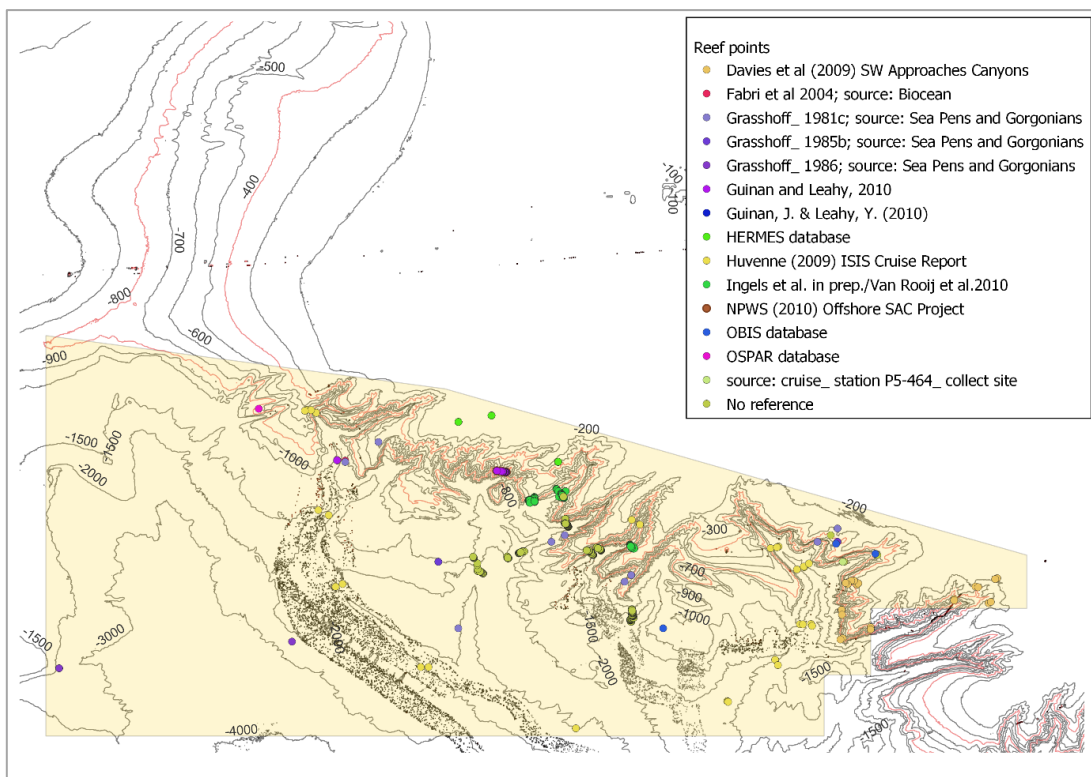 Reef points
Davies et al (2009) SW Approaches Canyons
Fabri et al 2004; source: Biocean
Grasshoff_ 1981c; source: Sea Pens and Gorgonians
Grasshoff_ 1985b; source: Sea Pens and Gorgonians
Grasshoff_ 1986; source: Sea Pens and Gorgonians
Guinan and Leahy, 2010
Guinan, J. & Leahy, Y. (2010)
HERMES database
Huvenne (2009) ISIS Cruise Report
Ingels et al. in prep./Van Rooij et al.2010
NPWS (2010) Offshore SAC Project
OBIS database
OSPAR database
source: cruise_ station P5-464_ collect site
No reference
-500
-400
-100
-100
-700
-800
-600
-900
-200
-1500
-1500
-2000
-1000
-800
-200
-300
-700
-900
-1000
-1500
-2000
-1500
-3000
-2000
-1500
-4000
-1500